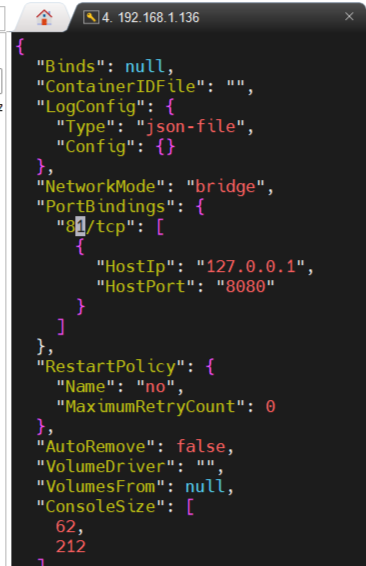 4. 192.168.1.136
{
"Binds": null,
"ContainerIDFile": "",
"LogConfig": {
"Type": "json-file",
"Config": {}
},
"NetworkMode": "bridge",
"PortBindings": {
"81/tcp": [
{
"HostIp": "127.0.0.1",
"HostPort": "8080"
}
]
},
"RestartPolicy": {
"Name": "no",
"MaximumRetryCount": 0
},
"AutoRemove": false,
"VolumeDriver": "",
"VolumesFrom": null,
"ConsoleSize": [
62,
212
]